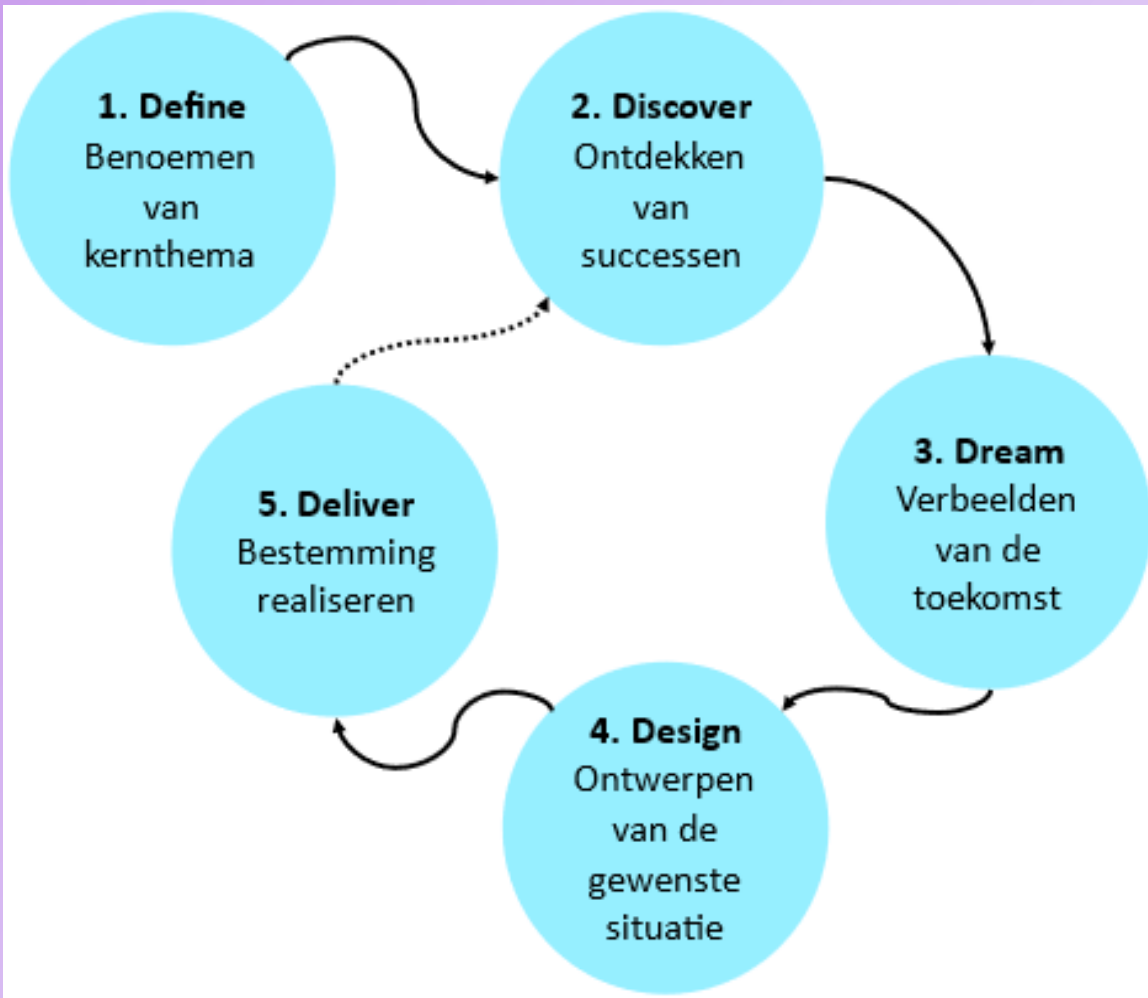 1. Define
Benoemen
van
kernthema
2. Discover
Ontdekken
van
successen
3. Dream
Verbeelden
van de
toekomst
4. Design
Ontwerpen
van de
gewenste
situatie
5. Deliver
Bestemming
realiseren